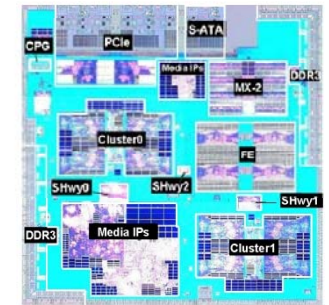 S-ATA
CPG
PCIe
Media IPs
DDR3
MX-2
Cluster0
FE
SHwy0
SHwy2
SHwy1
DDR3
Media IPs
Cluster1